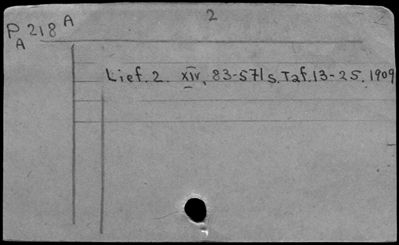 2
P 218 A
A
Lief. 2. XIV, 83-571 S. Taf. 13-25. 1909